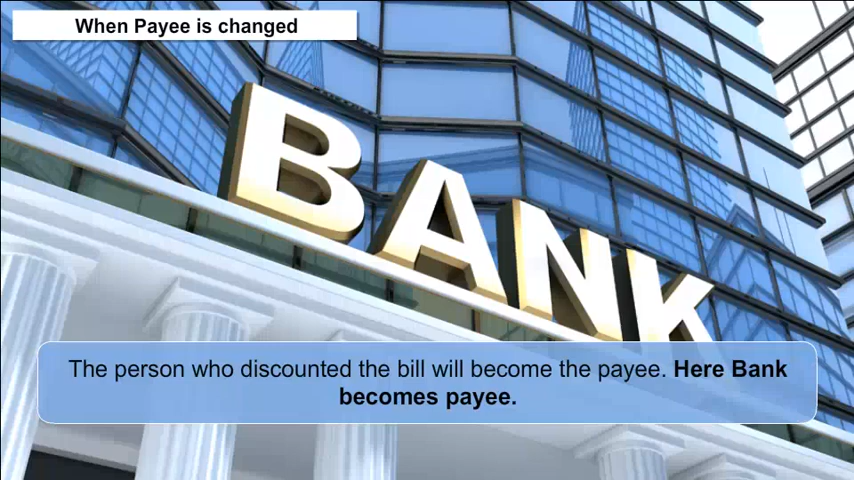 When Payee is changed
BANK
The person who discounted the bill will become the payee. Here Bank
becomes payee.